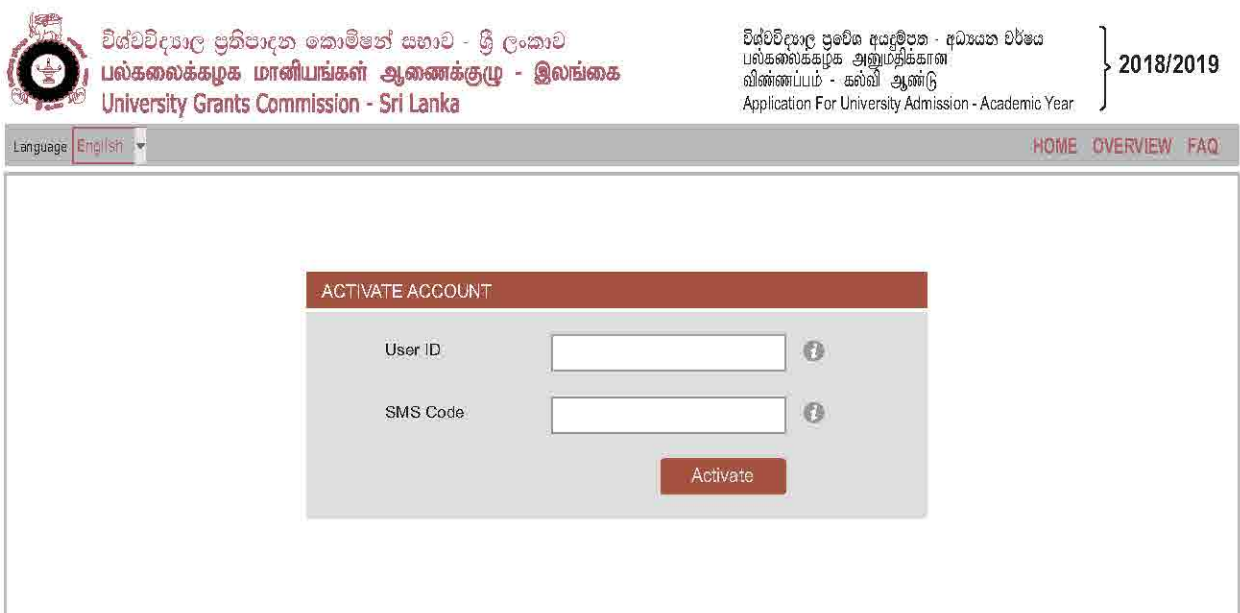 විශ්වවිද්‍යාල ප්‍රතිපාදන කොමිෂන් සභාව - ශ්‍රී ලංකාව
பல்கலைக்கழக மானியங்கள் ஆணைக்குழு - இலங்கை
University Grants Commission - Sri Lanka
විශ්වවිද්‍යාල ප්‍රවේශ අයදුම්පත - අධ්‍යයන වර්ෂය
பல்கலைக்கழக அனுமதிக்கான
விண்ணப்பம் - கல்வி ஆண்டு
Application For University Admission - Academic Year
2018/2019
Language English
HOME OVERVIEW FAQ
ACTIVATE ACCOUNT
User ID
SMS Code
Activate